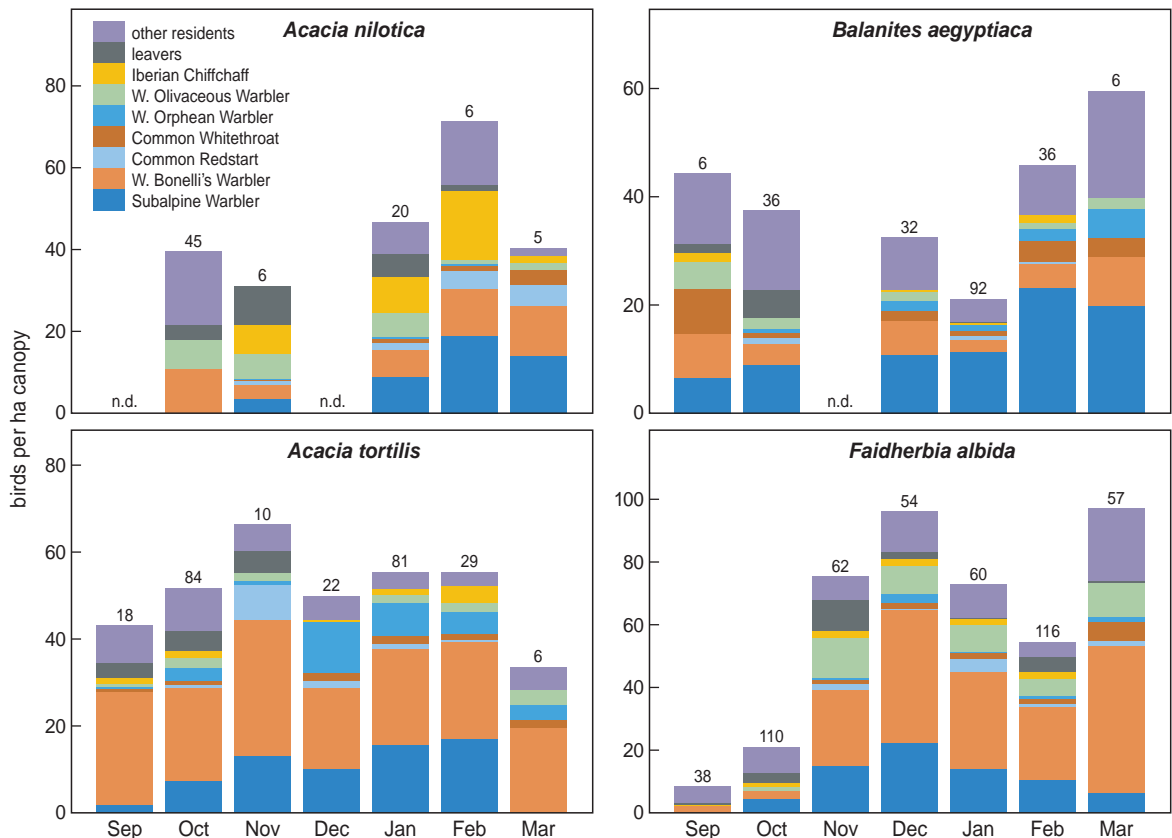 Acacia nilotica
other residents
leavers
Iberian Chiffchaff
W. Olivaceous Warbler
W. Orphean Warbler
Common Whitethroat
Common Redstart
W. Bonelli's Warbler
Subalpine Warbler
80
60
40
20
0
n.d.
45
6
n.d.
20
6
5
Balanites aegyptiaca
60
40
20
0
6
36
n.d.
32
92
36
6
birds per ha canopy
Acacia tortilis
80
60
40
20
0
18
84
10
22
81
29
6
Sep Oct Nov Dec Jan Feb Mar
Faidherbia albida
100
80
60
40
20
0
38
110
62
54
60
116
57
Sep Oct Nov Dec Jan Feb Mar